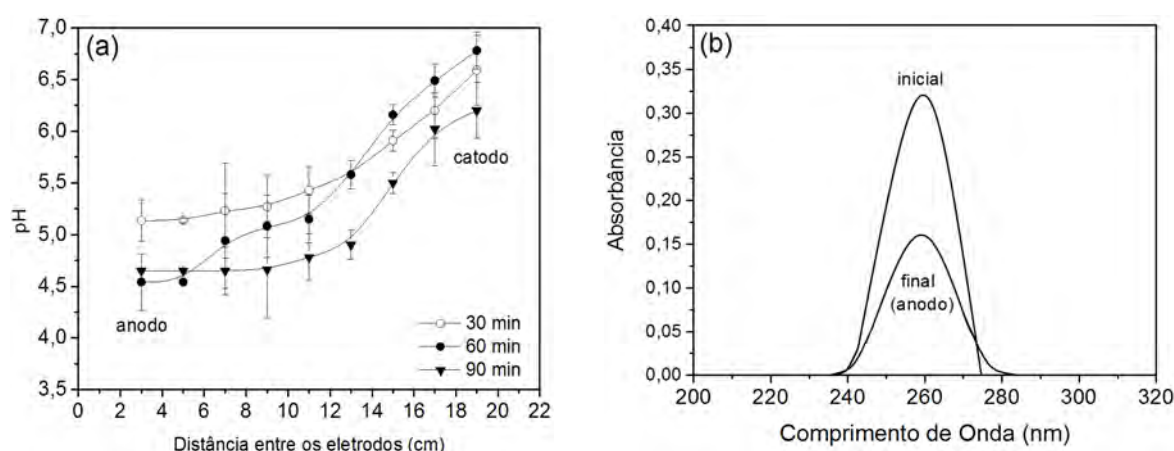 (a)
7,0
6,5
6,0
5,5
5,0
4,5
4,0
3,5
pH
anodo
catodo
30 min
60 min
90 min
0 2 4 6 8 10 12 14 16 18 20 22
Distância entre os eletrodos (cm)
(b)
0,40
0,35
0,30
0,25
0,20
0,15
0,10
0,05
0,00
Absorbância
inicial
final
(anodo)
200 220 240 260 280 300 320
Comprimento de Onda (nm)